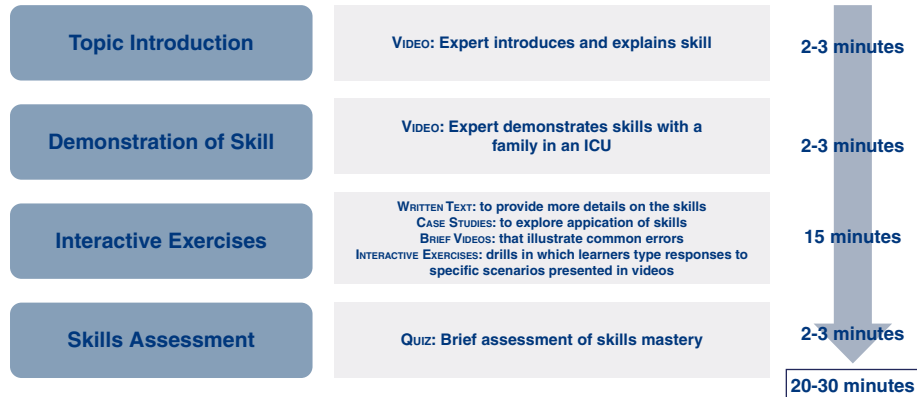 Topic Introduction
Video: Expert introduces and explains skill
2-3 minutes
Demonstration of Skill
Video: Expert demonstrates skills with a
family in an ICU
2-3 minutes
Interactive Exercises
Written Text: to provide more details on the skills
Case Studies: to explore appication of skills
Brief Videos: that illustrate common errors
Interactive Exercises: drills in which learners type responses to
specific scenarios presented in videos
15 minutes
Skills Assessment
Quiz: Brief assessment of skills mastery
2-3 minutes
20-30 minutes